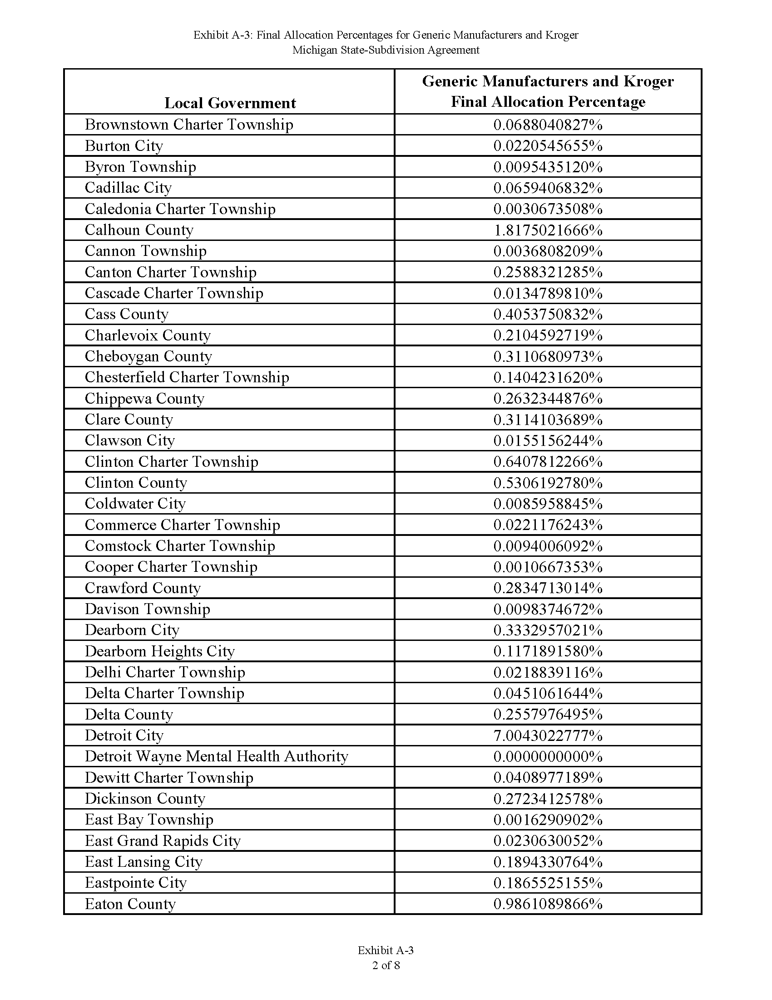 Exhibit A-3: Final Allocation Percentages for Generic Manufacturers and Kroger
Michigan State-Subdivision Agreement
Local Government
Generic Manufacturers and Kroger
Final Allocation Percentage
Brownstown Charter Township 0.0688040827%
Burton City 0.0220545655%
Byron Township 0.0095435120%
Cadillac City 0.0659406832%
Caledonia Charter Township 0.0030673508%
Calhoun County 1.8175021666%
Cannon Township 0.0036808209%
Canton Charter Township 0.2588321285%
Cascade Charter Township 0.0134789810%
Cass County 0.4053750832%
Charlevoix County 0.2104592719%
Cheboygan County 0.3110680973%
Chesterfield Charter Township 0.1404231620%
Chippewa County 0.2632344876%
Clare County 0.3114103689%
Clawson City 0.0155156244%
Clinton Charter Township 0.6407812266%
Clinton County 0.5306192780%
Coldwater City 0.0085958845%
Commerce Charter Township 0.0221176243%
Comstock Charter Township 0.0094006092%
Cooper Charter Township 0.0010667353%
Crawford County 0.2834713014%
Davison Township 0.0098374672%
Dearborn City 0.3332957021%
Dearborn Heights City 0.1171891580%
Delhi Charter Township 0.0218839116%
Delta Charter Township 0.0451061644%
Delta County 0.2557976495%
Detroit City 7.0043022777%
Detroit Wayne Mental Health Authority 0.0000000000%
Dewitt Charter Township 0.0408977189%
Dickinson County 0.2723412578%
East Bay Township 0.0016290902%
East Grand Rapids City 0.0230630052%
East Lansing City 0.1894330764%
Eastpointe City 0.1865525155%
Eaton County 0.9861089866%
Exhibit A-3
2 of 8